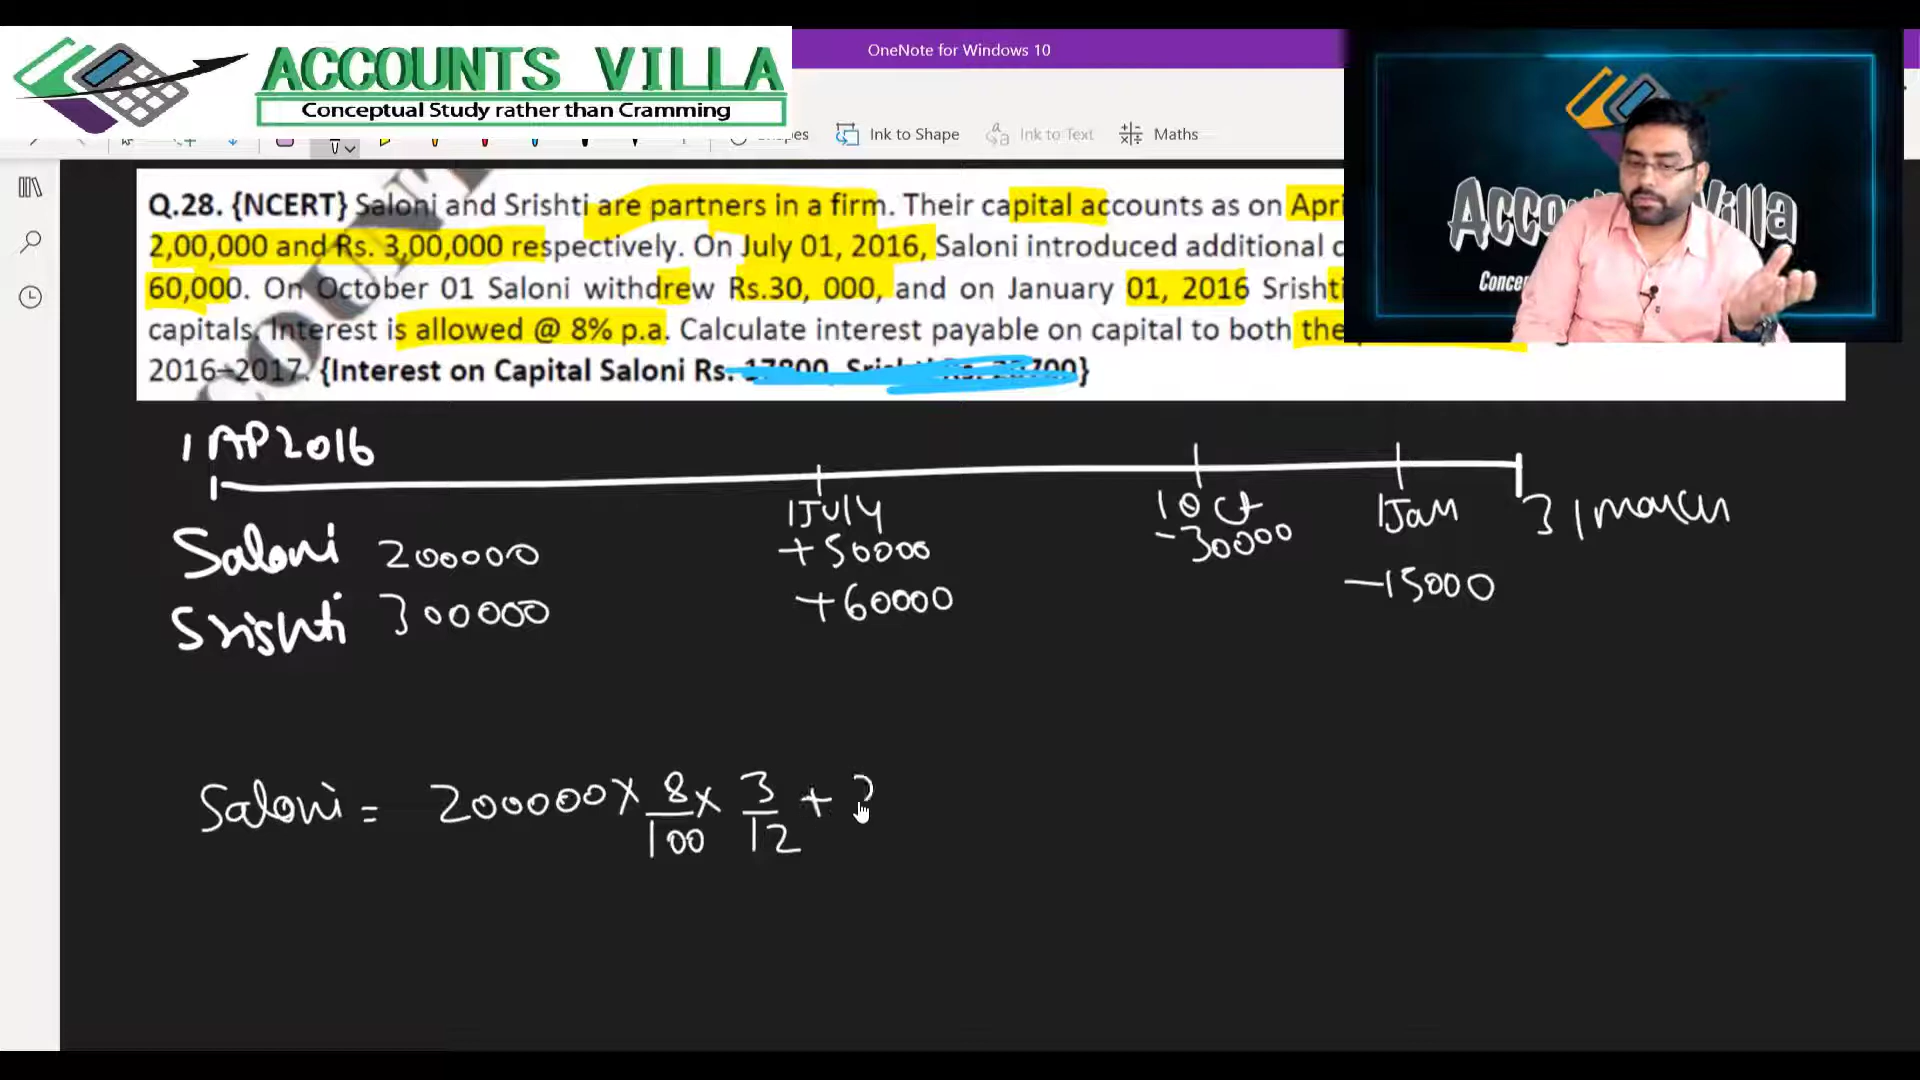 ACCOUNTS VILLA
Conceptual Study rather than Cramming
OneNote for Windows 10
Ink to Shape
Ink to Text
Maths
Q.28. {NCERT} Saloni and Srishti are partners in a firm. Their capital accounts as on Apri
2,00,000 and Rs. 3,00,000 respectively. On July 01, 2016, Saloni introduced additional c
60,000. On October 01 Saloni withdrew Rs.30, 000, and on January 01, 2016 Srishti
capitals. Interest is allowed @ 8% p.a. Calculate interest payable on capital to both the
2016–2017. {Interest on Capital Saloni Rs. 17800, 
1 AP 2016
1 July
1 Oct
1 Jan
31 march
Saloni 200000 +50000 -30000
Srishti 300000 +60000 -15000
Saloni = 200000 x 8/100 x 3/12 +